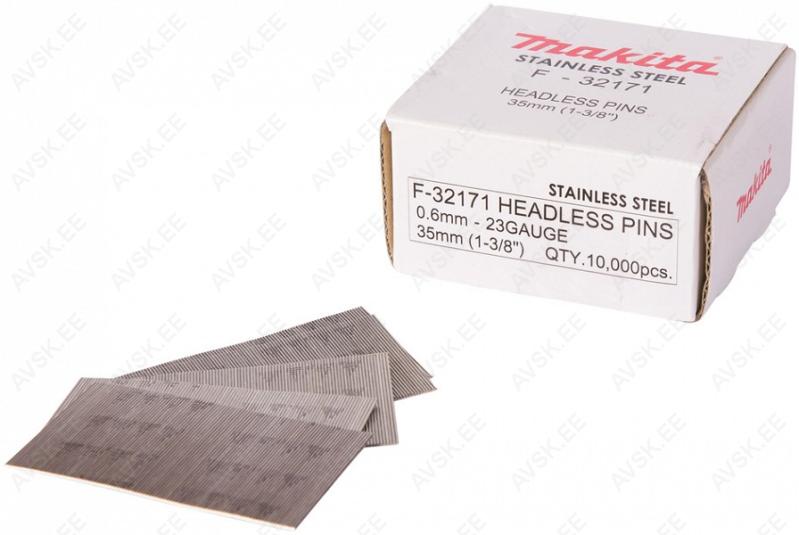 Makita
STAINLESS STEEL
F - 32171
HEADLESS PINS
35mm (1-3/8")
Makita
STAINLESS STEEL
F-32171 HEADLESS PINS
0.6mm - 23GAUGE
35mm (1-3/8") QTY.10,000pcs.
AVSK.EE